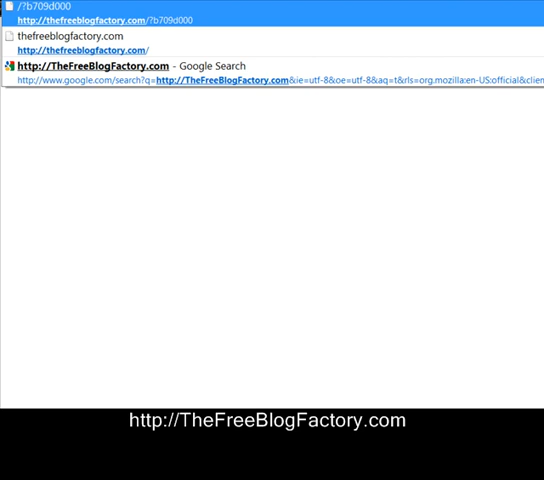 /?b709d000
http://thefreeblogfactory.com/?b709d000
thefreeblogfactory.com
http://thefreeblogfactory.com/
http://TheFreeBlogFactory.com - Google Search
http://www.google.com/search?q=http://TheFreeBlogFactory.com&ie=utf-8&oe=utf-8&aq=t&rls=org.mozilla:en-US:official&clien
http://TheFreeBlogFactory.com